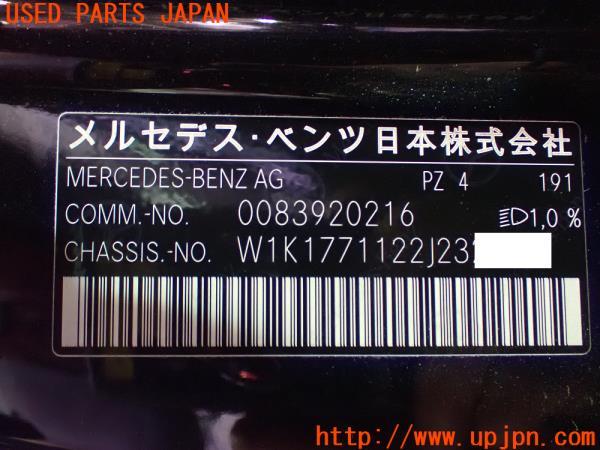 USED PARTS JAPAN
メルセデス・ベンツ日本株式会社
MERCEDES-BENZ AG PZ 4 191
COMM.-NO. 0083920216 1,0 %
CHASSIS.-NO. W1K1771122J23
http://www.upjpn.com